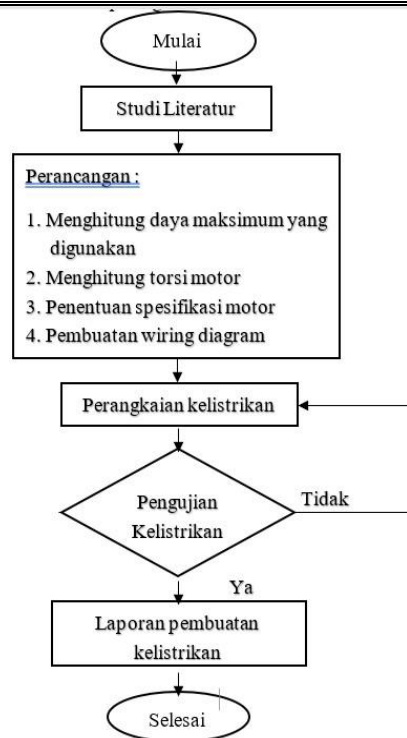 Mulai
Studi Literatur
Perancangan :
1. Menghitung daya maksimum yang
digunakan
2. Menghitung torsi motor
3. Penentuan spesifikasi motor
4. Pembuatan wiring diagram
Perangkaian kelistrikan
Pengujian
Kelistrikan
Tidak
Ya
Laporan pembuatan
kelistrikan
Selesai